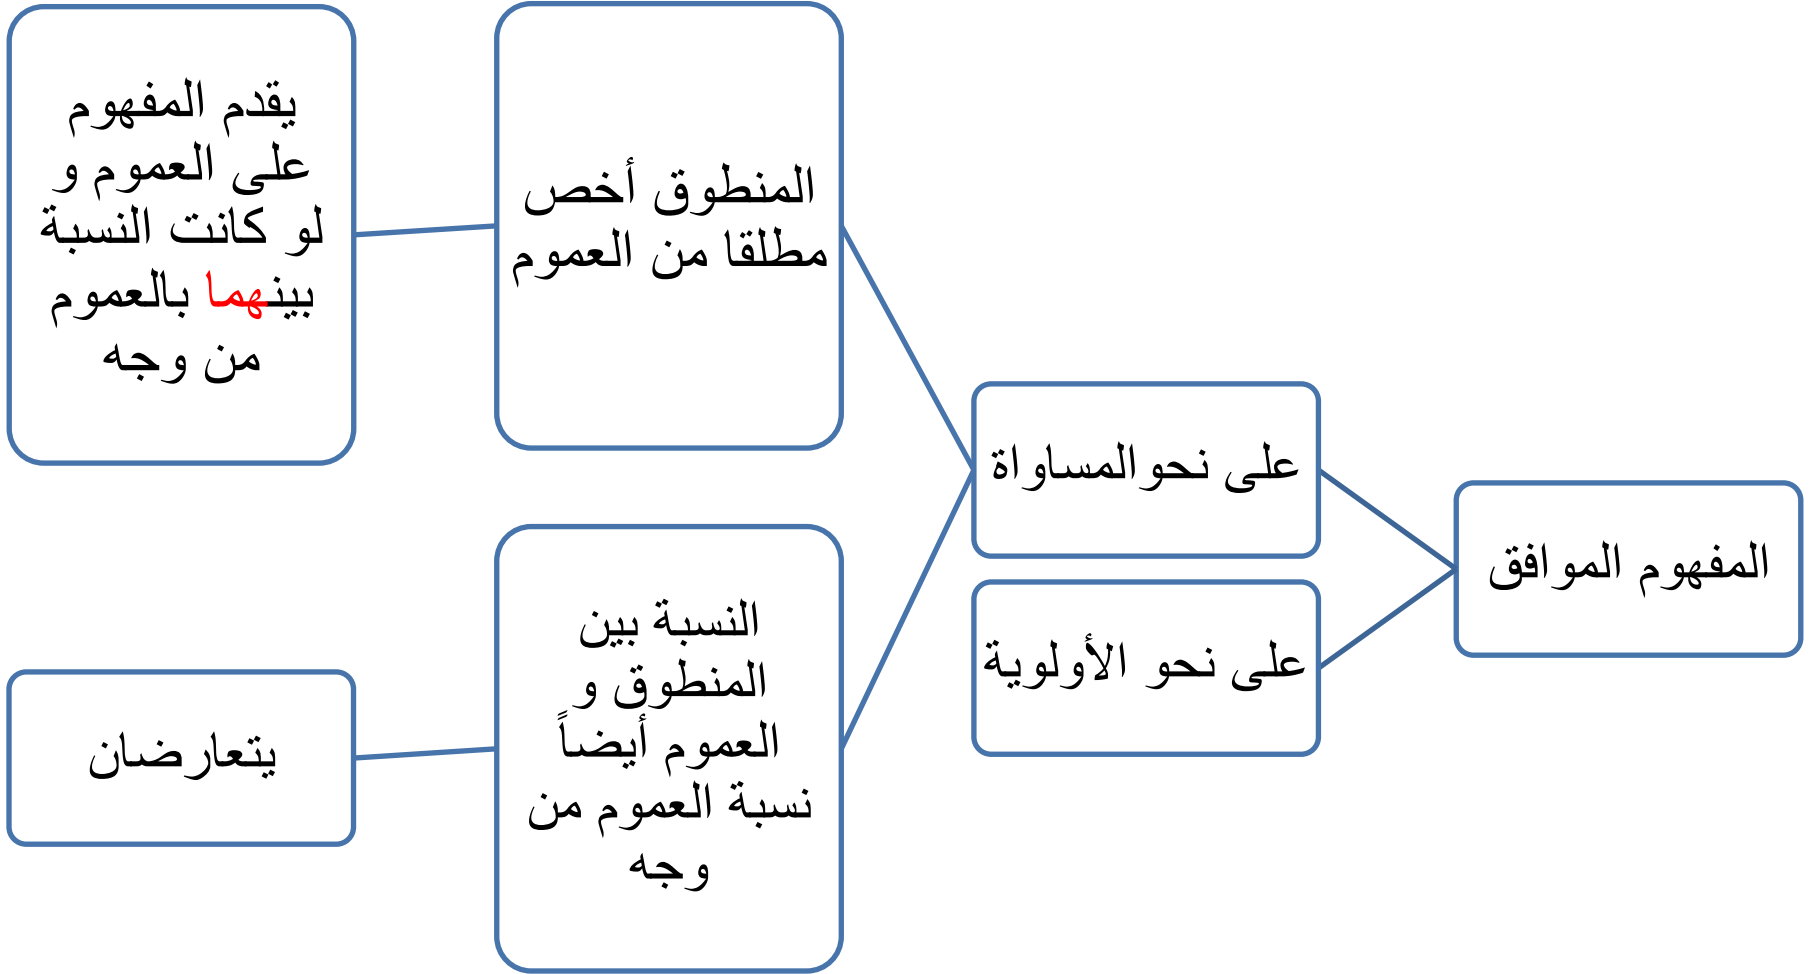 المفهوم الموافق
على نحوالمساواة
المنطوق أخص
مطلقا من العموم
يقدم المفهوم
على العموم و
لو كانت النسبة
بينهما بالعموم
من وجه
النسبة بين
المنطوق و
العموم أيضاً
نسبة العموم من
وجه
يتعارضان
على نحو الأولوية